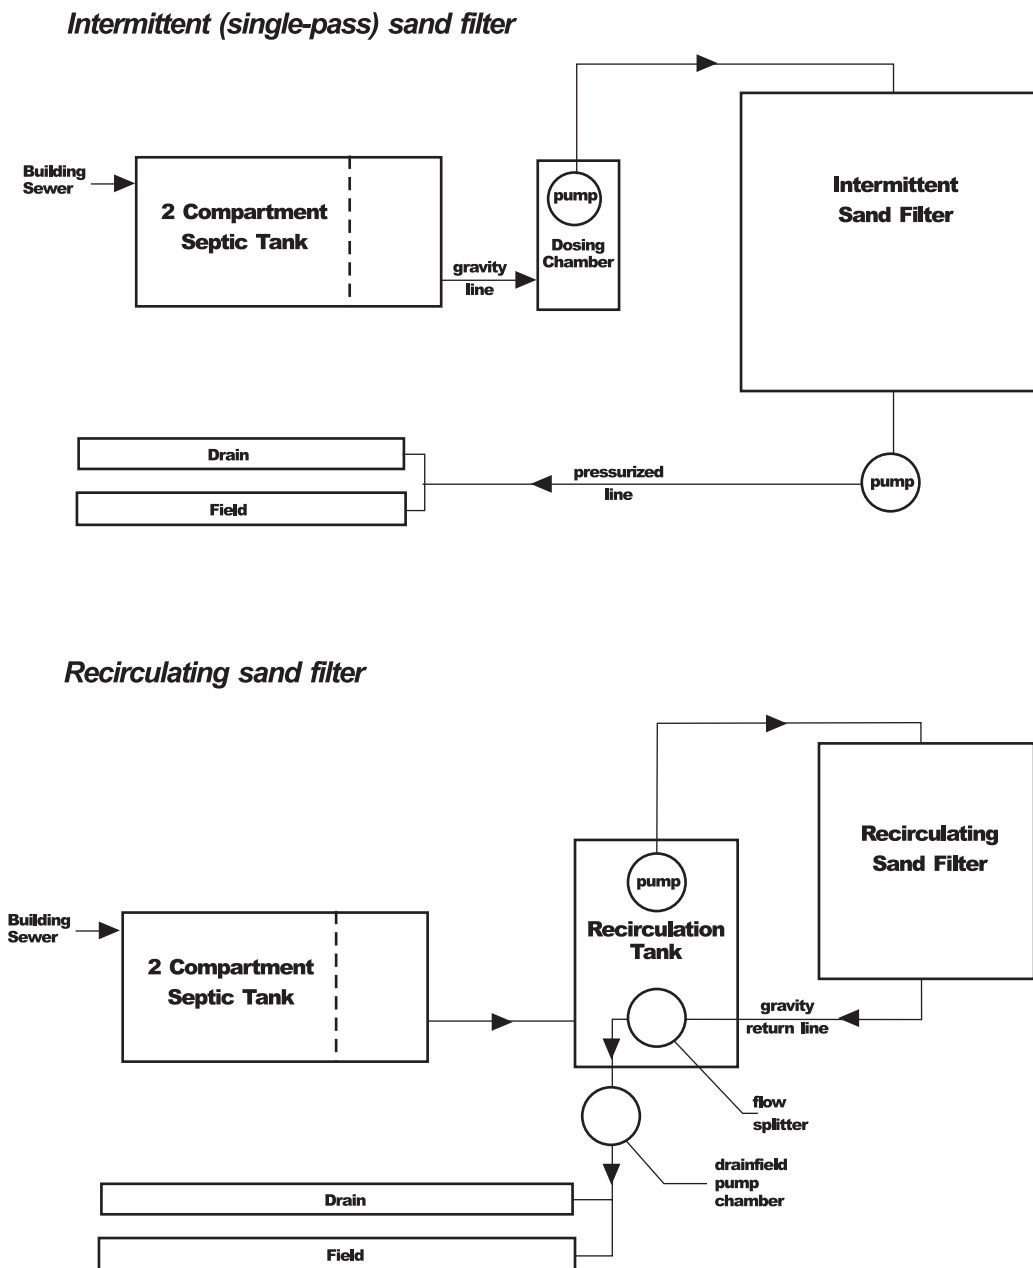 Intermittent (single-pass) sand filter
Building
Sewer
2 Compartment
Septic Tank
gravity
line
pump
Dosing
Chamber
Intermittent
Sand Filter
Drain
Field
pressurized
line
pump
Recirculating sand filter
Building
Sewer
2 Compartment
Septic Tank
pump
Recirculation
Tank
Recirculating
Sand Filter
gravity
return line
flow
splitter
drainfield
pump
chamber
Drain
Field